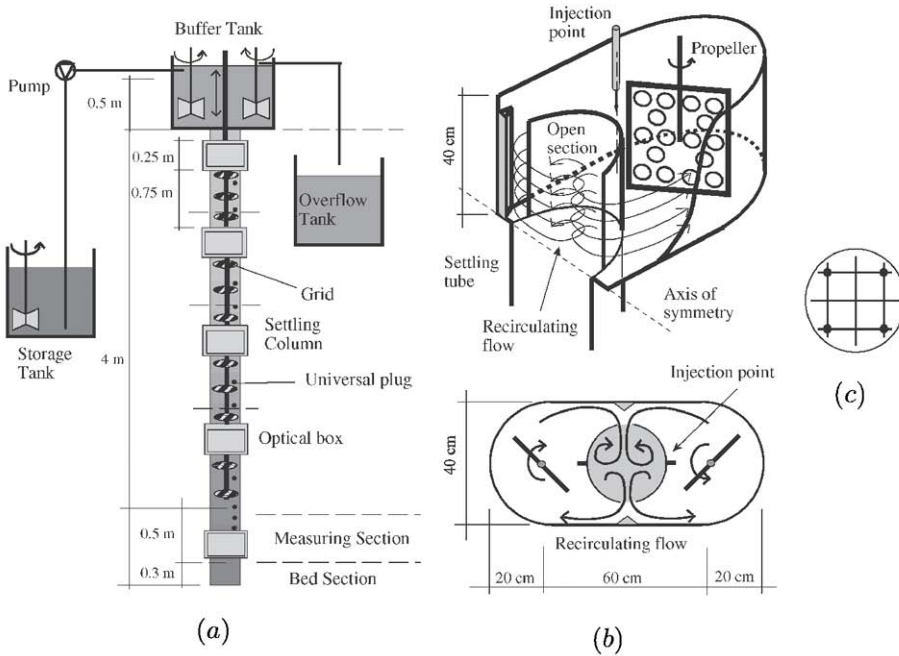 Buffer Tank
Pump
0.5 m
0.25 m
0.75 m
Overflow
Tank
Grid
Settling
Column
Storage
Tank
4 m
Universal plug
Optical box
0.5 m
Measuring Section
0.3 m
Bed Section
(a)
Injection
point
Propeller
40 cm
Open
section
Settling
tube
Recirculating
flow
Axis of
symmetry
Injection point
40 cm
Recirculating flow
20 cm
60 cm
20 cm
(b)
(c)